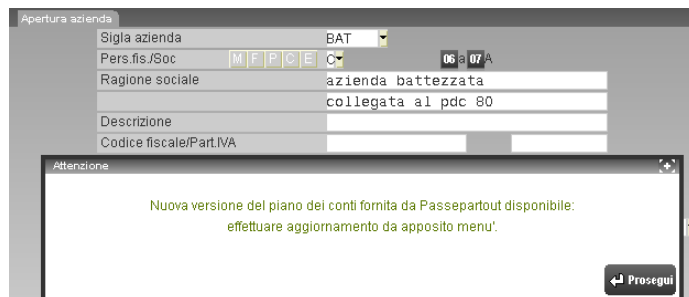 Apertura azienda
Sigla azienda BAT
Pers.fis./Soc M F P C E C 06 a 07 A
Ragione sociale azienda battezzata
collegata al pdc 80
Descrizione
Codice fiscale/Part.IVA
Attenzione [+]
Nuova versione del piano dei conti fornita da Passepartout disponibile:
effettuare aggiornamento da apposito menu'.
Prosegui